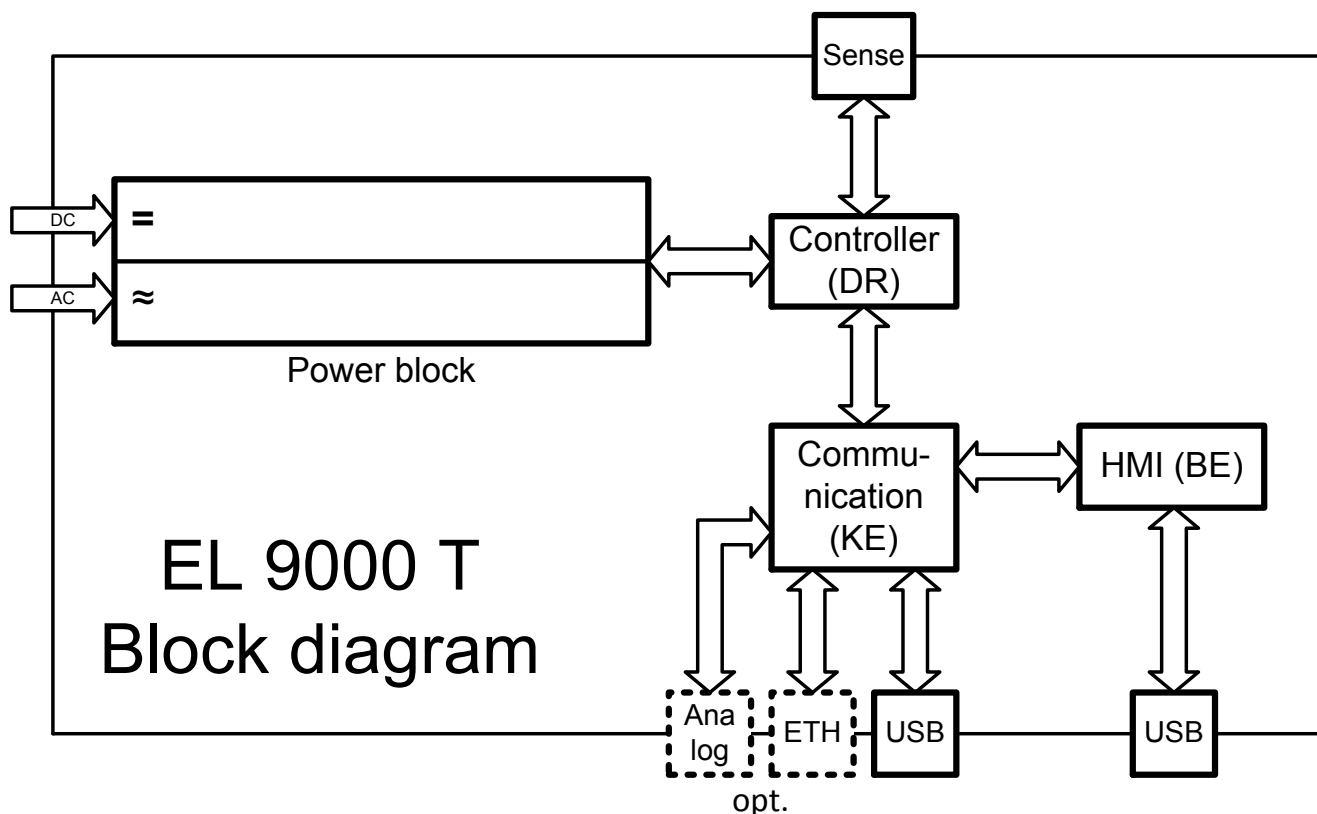 Sense
DC
=
Controller
(DR)
AC
≈
Power block
Commu-
nication
(KE)
HMI (BE)
EL 9000 T
Block diagram
Ana
log
ETH
USB
USB
opt.